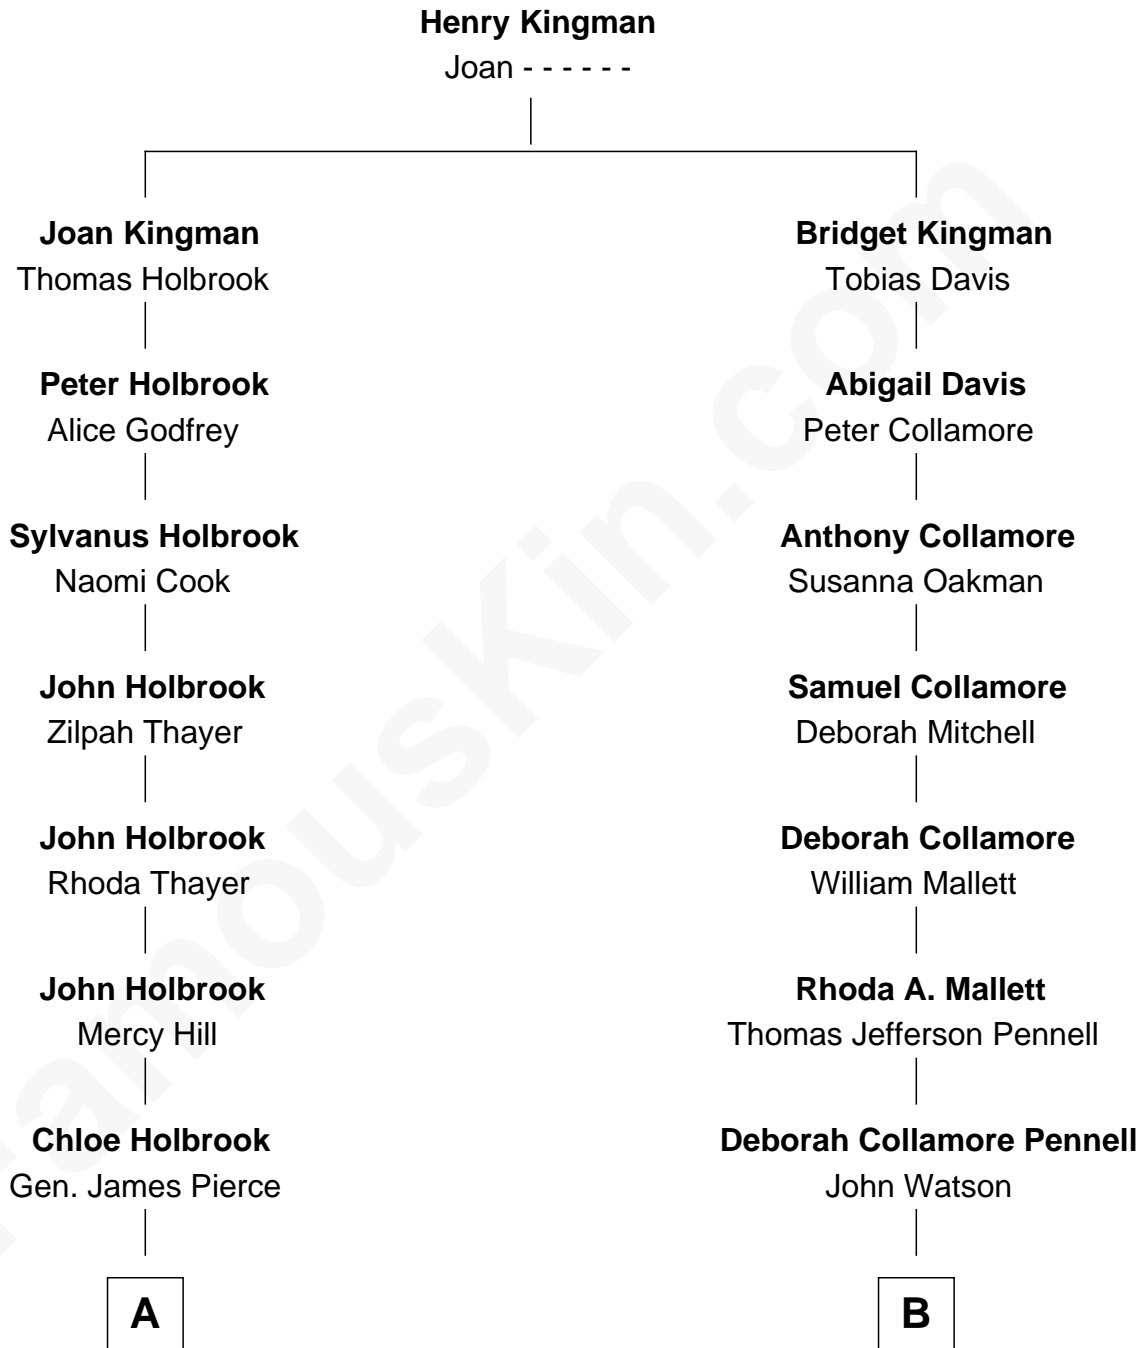 Henry Kingman
Joan - - - - - -
Joan Kingman
Thomas Holbrook
Bridget Kingman
Tobias Davis
Peter Holbrook
Alice Godfrey
Abigail Davis
Peter Collamore
Sylvanus Holbrook
Naomi Cook
Anthony Collamore
Susanna Oakman
John Holbrook
Zilpah Thayer
Samuel Collamore
Deborah Mitchell
John Holbrook
Rhoda Thayer
Deborah Collamore
William Mallett
John Holbrook
Mercy Hill
Rhoda A. Mallett
Thomas Jefferson Pennell
Chloe Holbrook
Gen. James Pierce
Deborah Collamore Pennell
John Watson
A
B
FamousKin.com